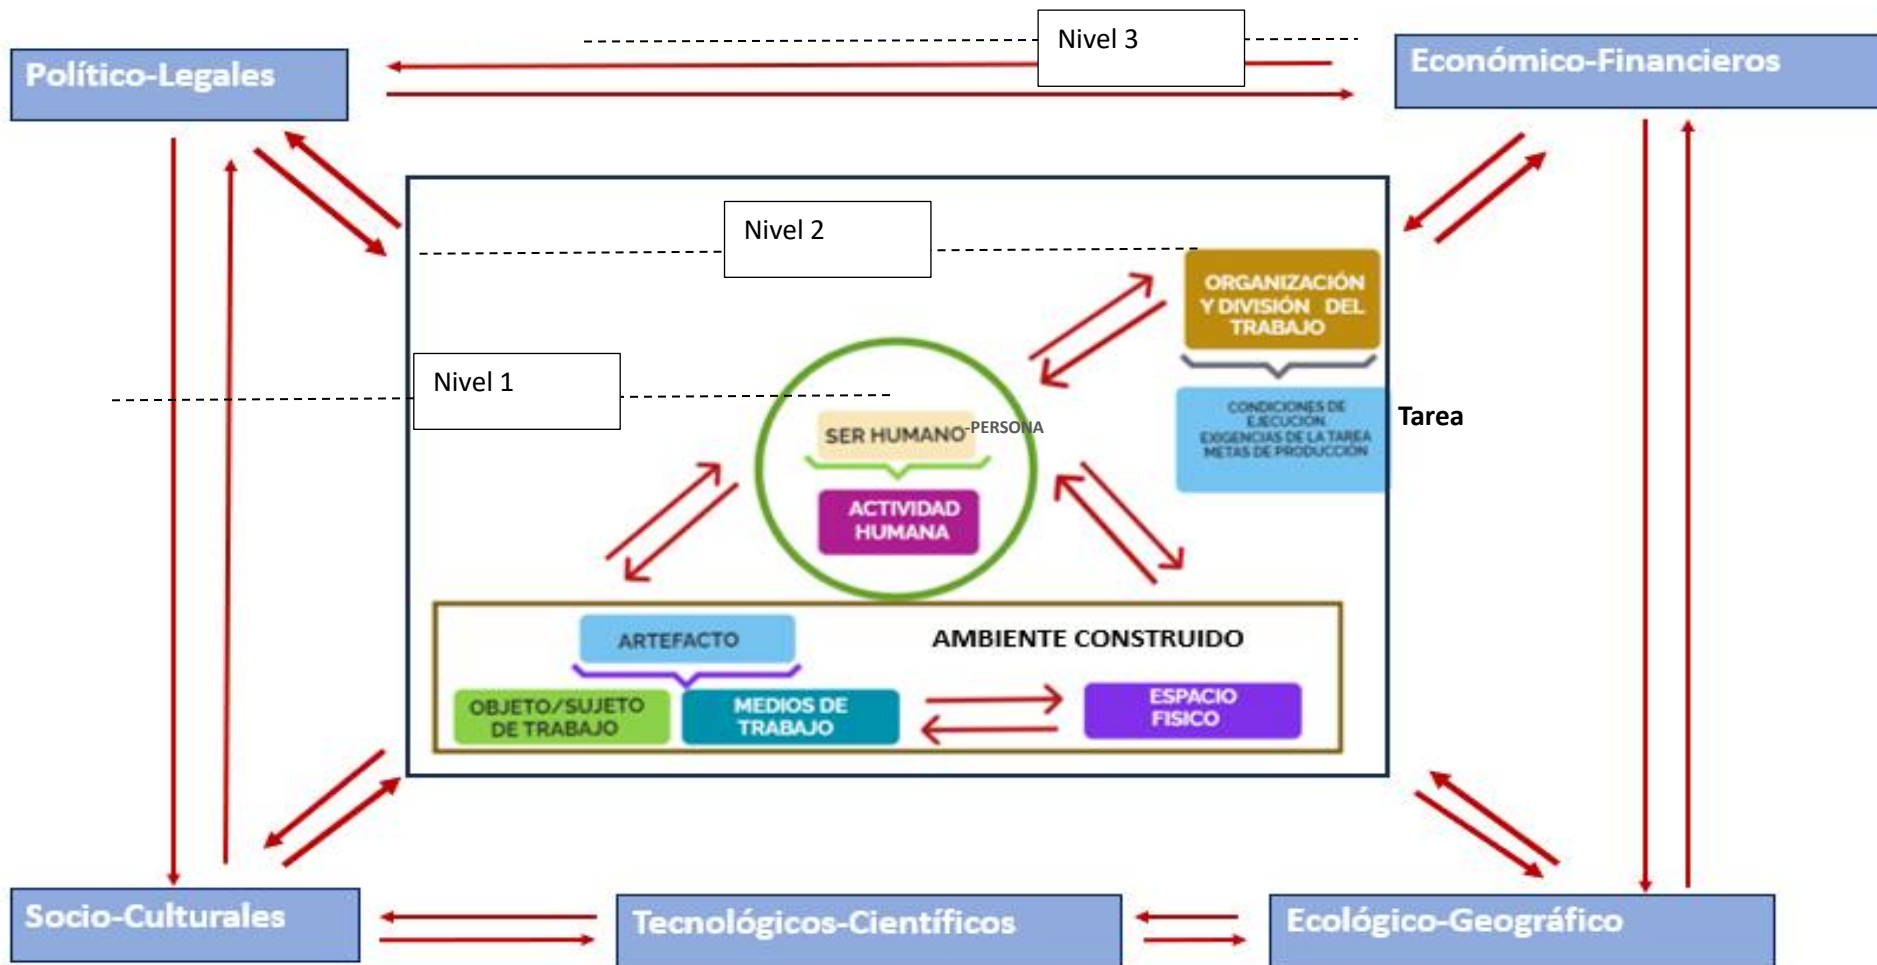 Nivel 3
Político-Legales
Económico-Financieros
Nivel 2
ORGANIZACIÓN
Y DIVISIÓN DEL
TRABAJO
Nivel 1
CONDICIONES DE
EJECUCIÓN
EXIGENCIAS DE LA TAREA
METAS DE PRODUCCIÓN
Tarea
SER HUMANO-PERSONA
ACTIVIDAD
HUMANA
ARTEFACTO
AMBIENTE CONSTRUIDO
OBJETO/SUJETO
DE TRABAJO
MEDIOS DE
TRABAJO
ESPACIO
FISICO
Socio-Culturales
Tecnológicos-Científicos
Ecológico-Geográfico